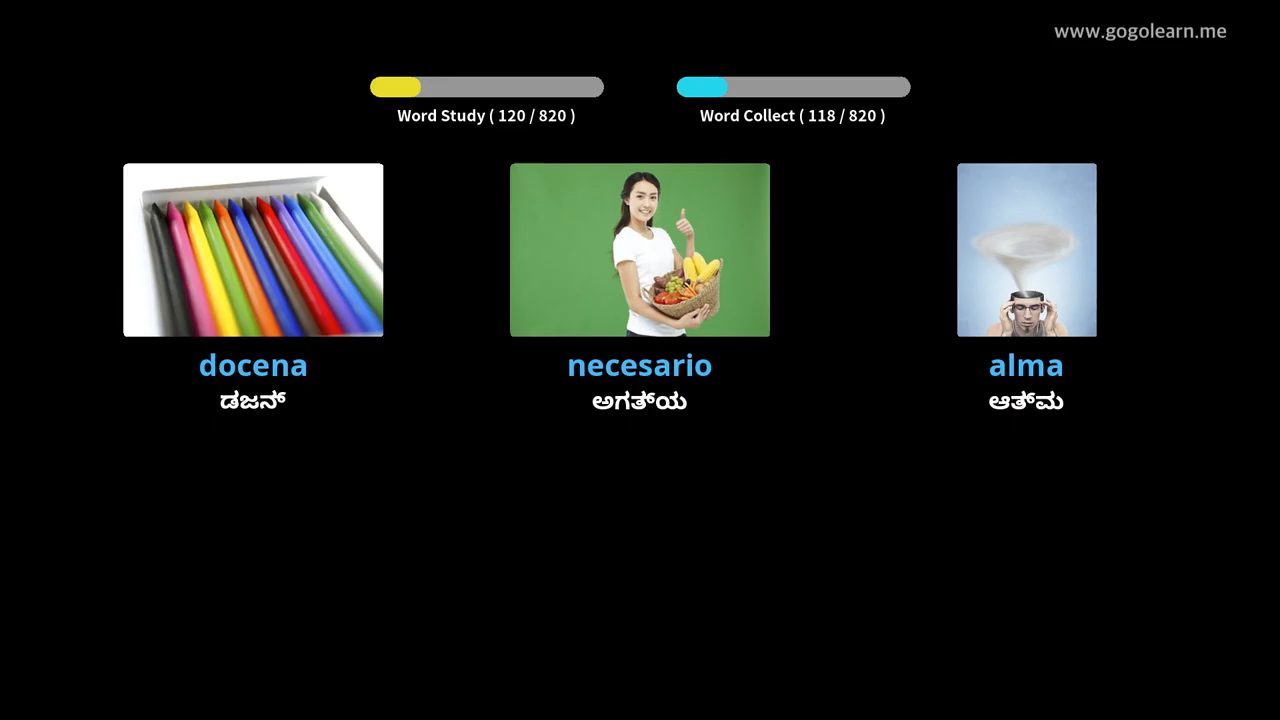 www.gogolearn.me
Word Study ( 120 / 820 )
Word Collect ( 118 / 820 )
docena
necesario
alma
ಡಜನ್
ಅಗತ್ಯ
ಆತ್ಮ